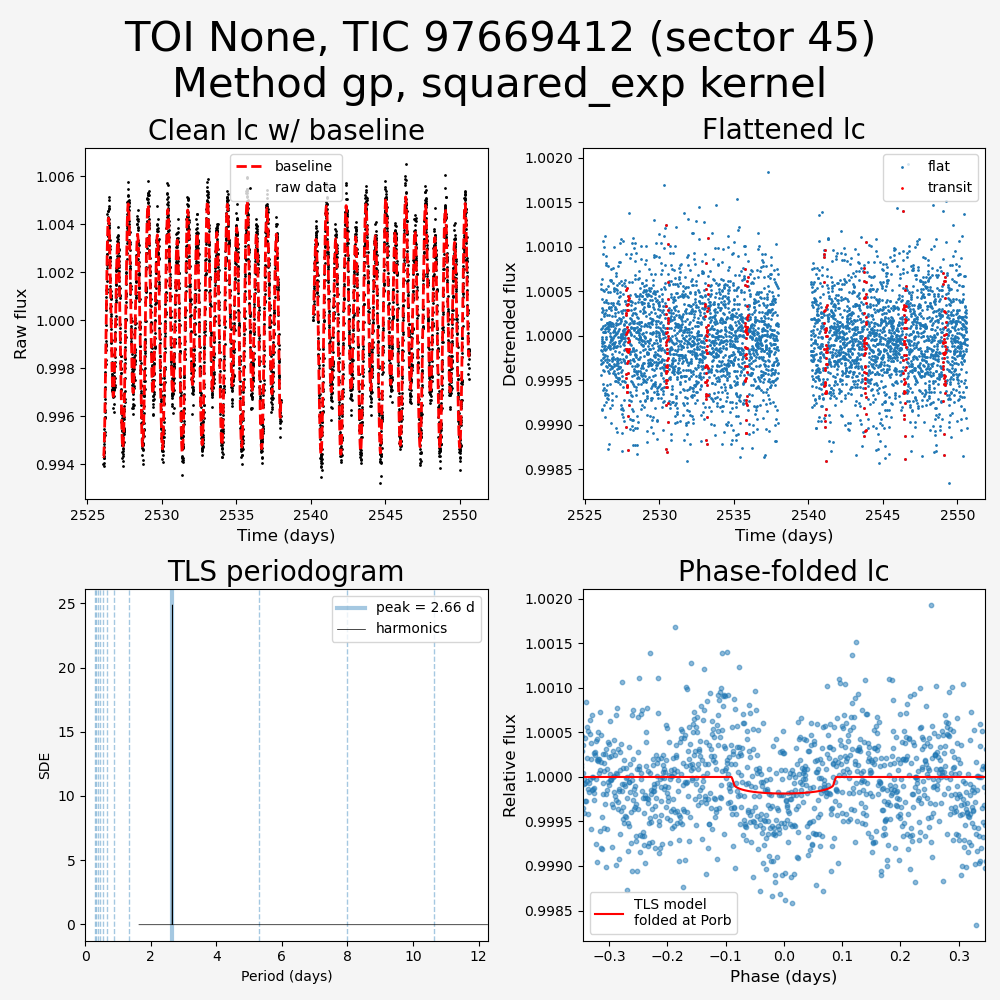 TOI None, TIC 97669412 (sector 45)
Method gp, squared_exp kernel
Clean lc w/ baseline
baseline
raw data
1.006
1.004
1.002
1.000
0.998
0.996
0.994
Raw flux
2525 2530 2535 2540 2545 2550
Time (days)
Flattened lc
flat
transit
1.0020
1.0015
1.0010
1.0005
1.0000
0.9995
0.9990
0.9985
Detrended flux
2525 2530 2535 2540 2545 2550
Time (days)
TLS periodogram
peak = 2.66 d
harmonics
25
20
15
10
5
0
SDE
0 2 4 6 8 10 12
Period (days)
Phase-folded lc
1.0020
1.0015
1.0010
1.0005
1.0000
0.9995
0.9990
0.9985
Relative flux
TLS model
folded at Porb
−0.3 −0.2 −0.1 0.0 0.1 0.2 0.3
Phase (days)